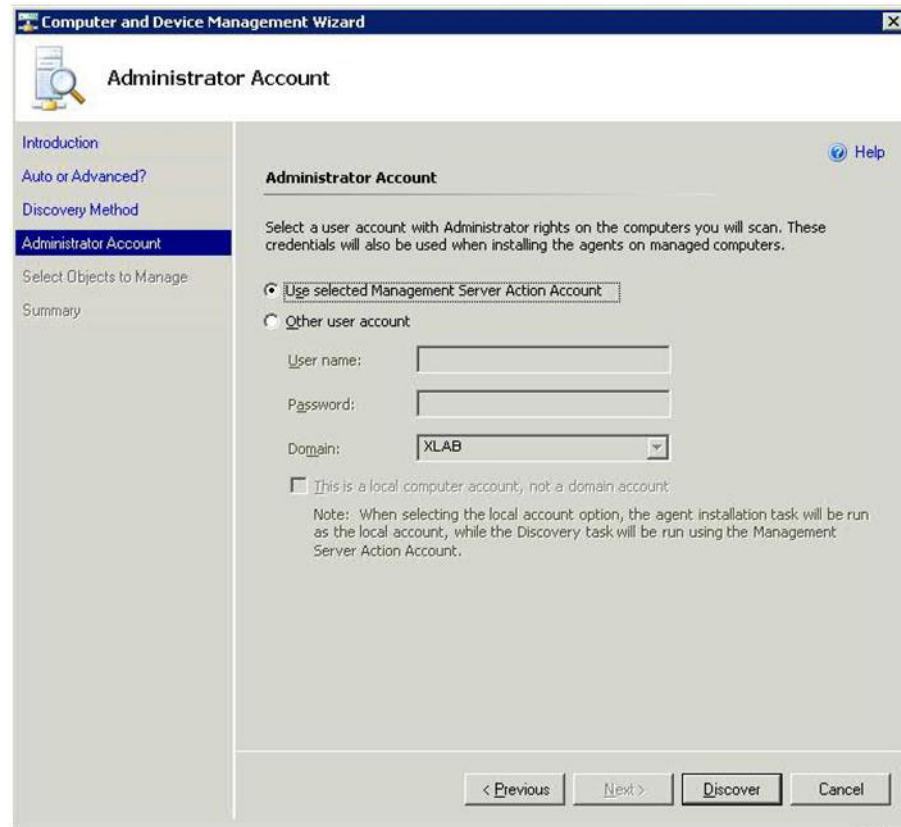 Computer and Device Management Wizard
Administrator Account
Introduction
Auto or Advanced?
Discovery Method
Administrator Account
Select Objects to Manage
Summary
Help
Administrator Account
Select a user account with Administrator rights on the computers you will scan. These
credentials will also be used when installing the agents on managed computers.
Use selected Management Server Action Account
Other user account
User name:
Password:
Domain:
XLAB
This is a local computer account, not a domain account
Note: When selecting the local account option, the agent installation task will be run
as the local account, while the Discovery task will be run using the Management
Server Action Account.
< Previous
Next >
Discover
Cancel